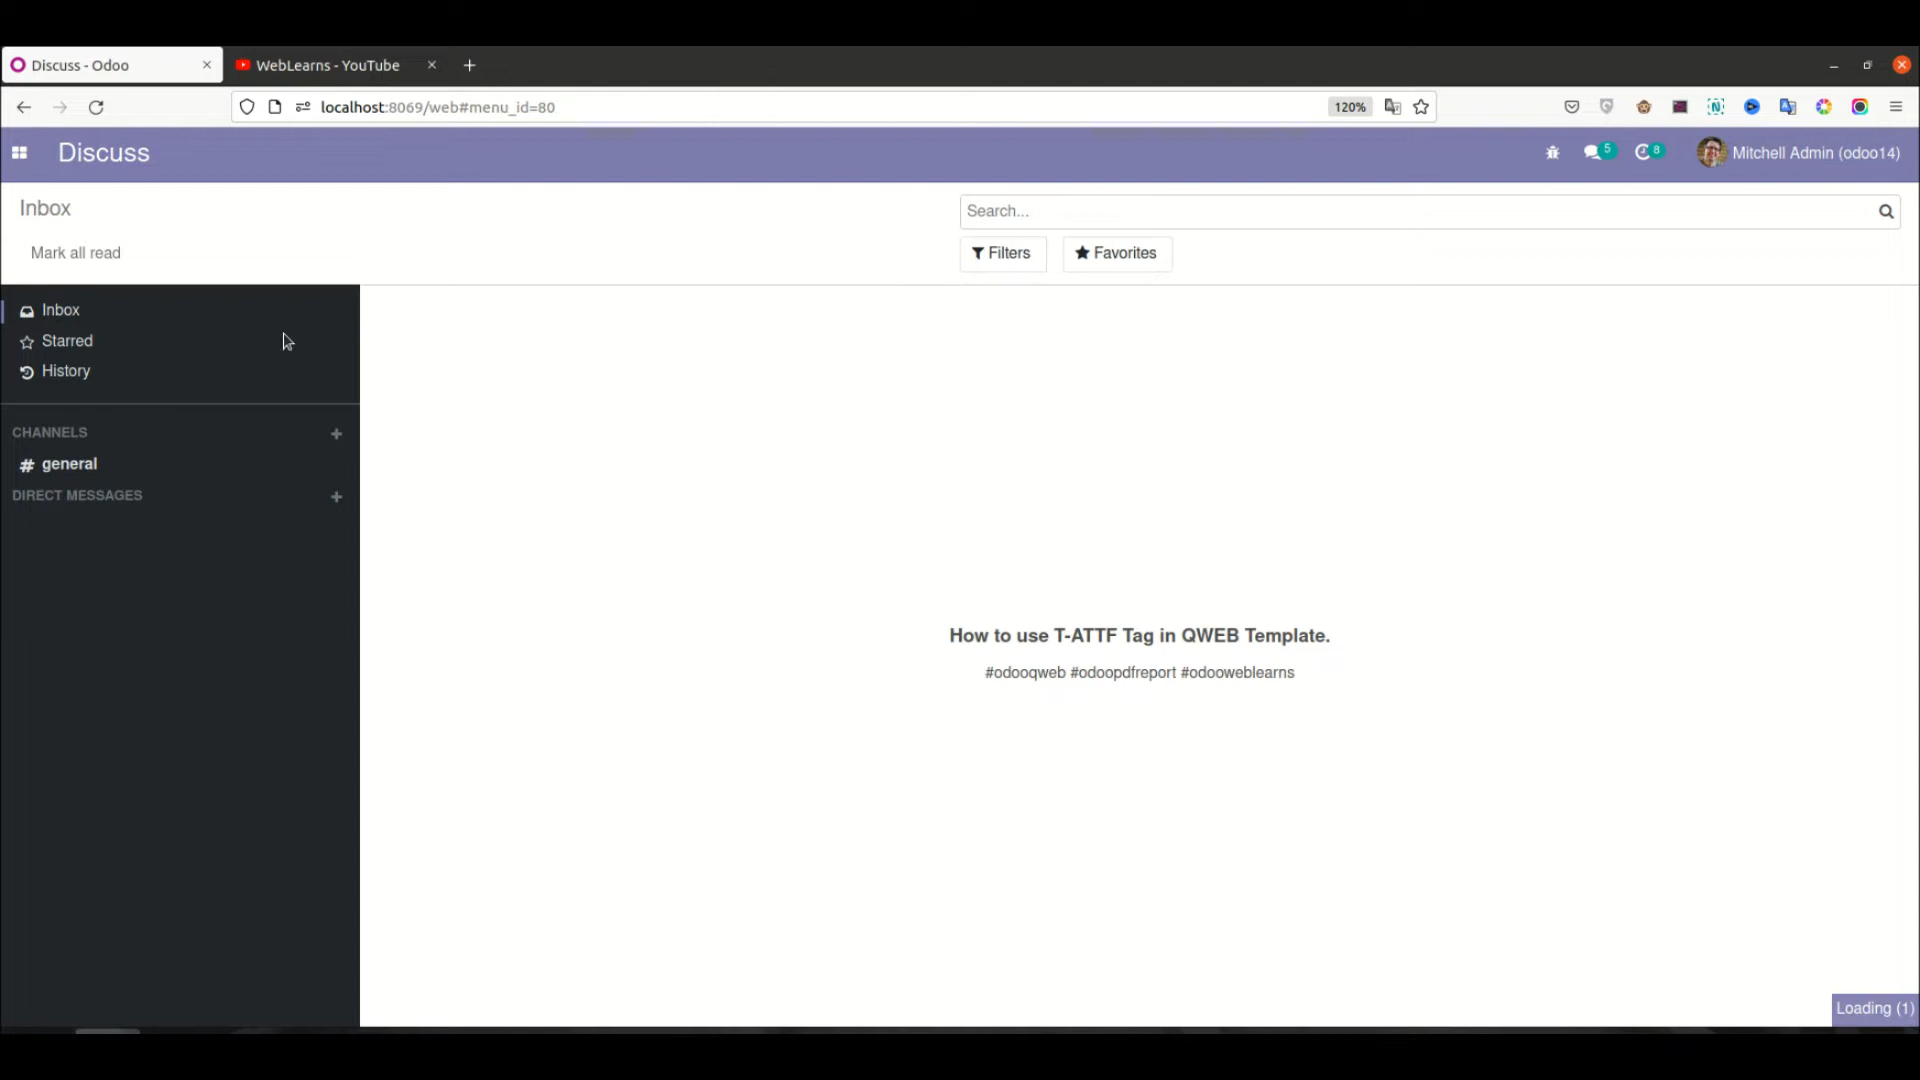 Discuss - Odoo
WebLearns - YouTube
localhost:8069/web#menu_id=80
120%
Discuss
5
8
Mitchell Admin (odoo14)
Inbox
Search...
Mark all read
Filters
Favorites
Inbox
Starred
History
CHANNELS
# general
DIRECT MESSAGES
How to use T-ATTF Tag in QWEB Template.
#odooqweb #odoopdfreport #odooweblearns
Loading (1)